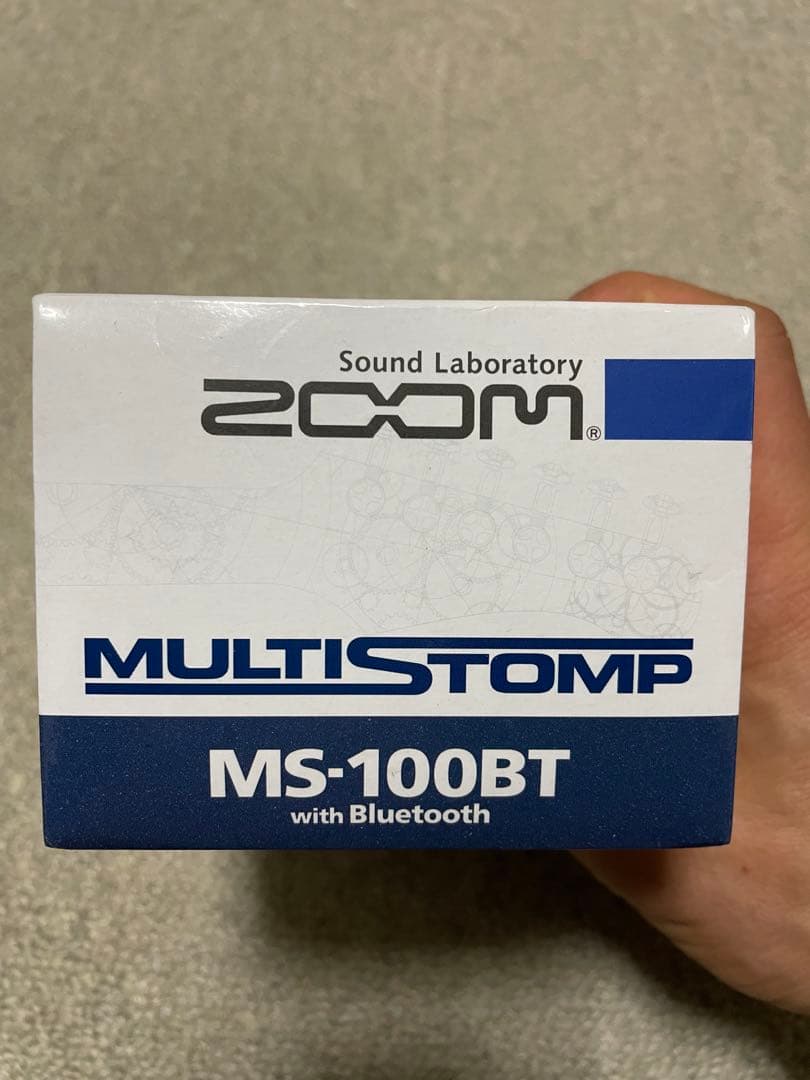 Sound Laboratory
ZOOM®
MULTISTOMP
MS-100BT
with Bluetooth